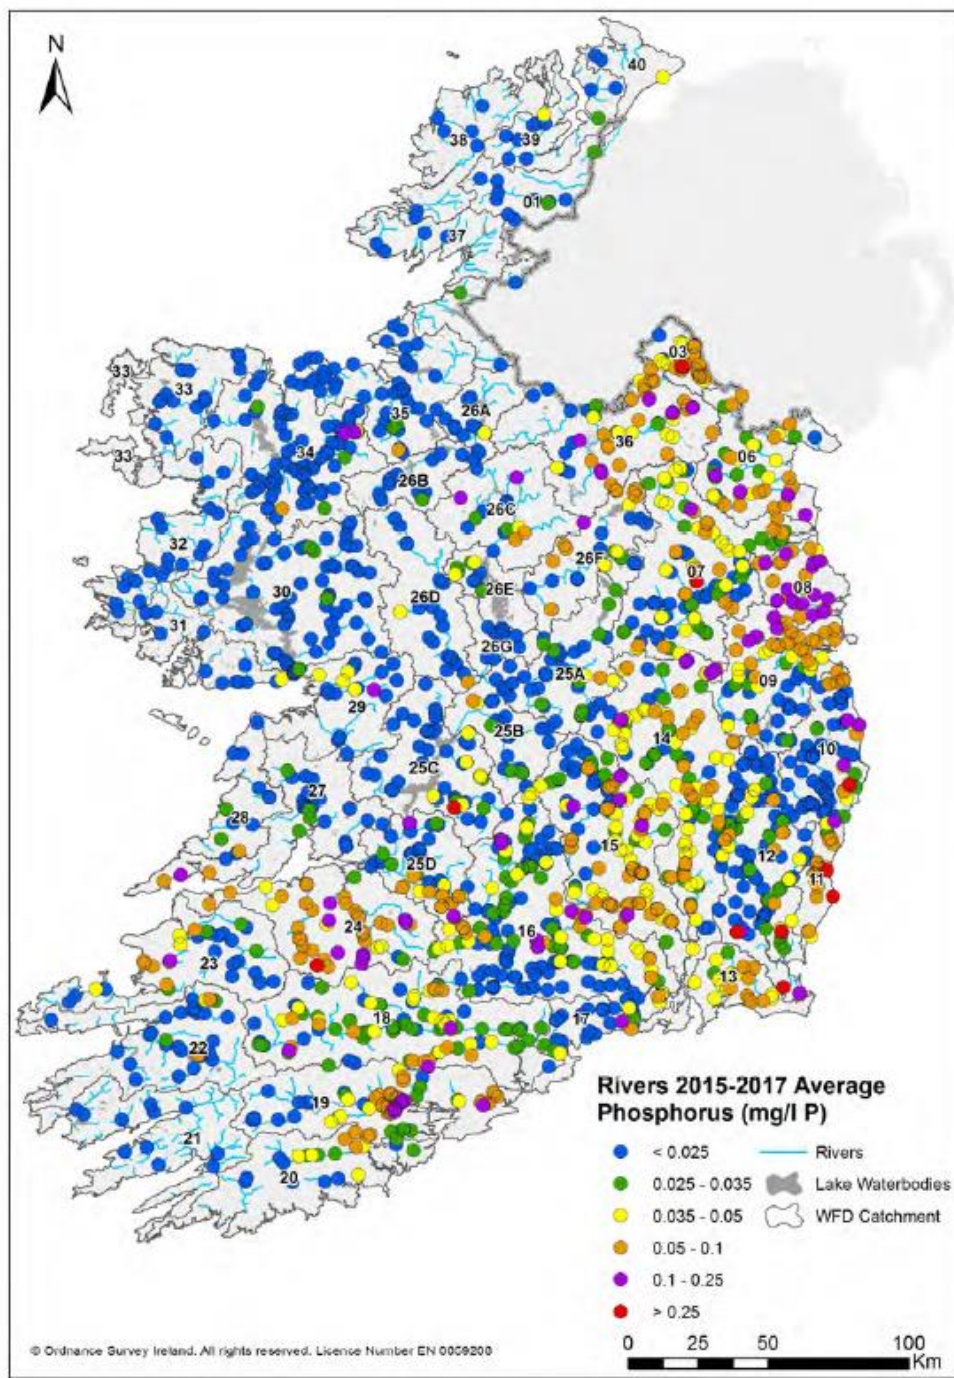 N
40
38
39
01
37
03
33
33
35
26A
36
33
34
06
26B
26C
32
26F
07
08
30
26D
26E
31
26G
25A
09
29
25B
14
10
25C
27
28
15
12
25D
11
24
16
23
13
18
17
22
19
21
20
Rivers 2015-2017 Average
Phosphorus (mg/l P)
< 0.025
Rivers
0.025 - 0.035
Lake Waterbodies
0.035 - 0.05
WFD Catchment
0.05 - 0.1
0.1 - 0.25
> 0.25
0 25 50 100
Km
© Ordnance Survey Ireland. All rights reserved. Licence Number EN 0059208